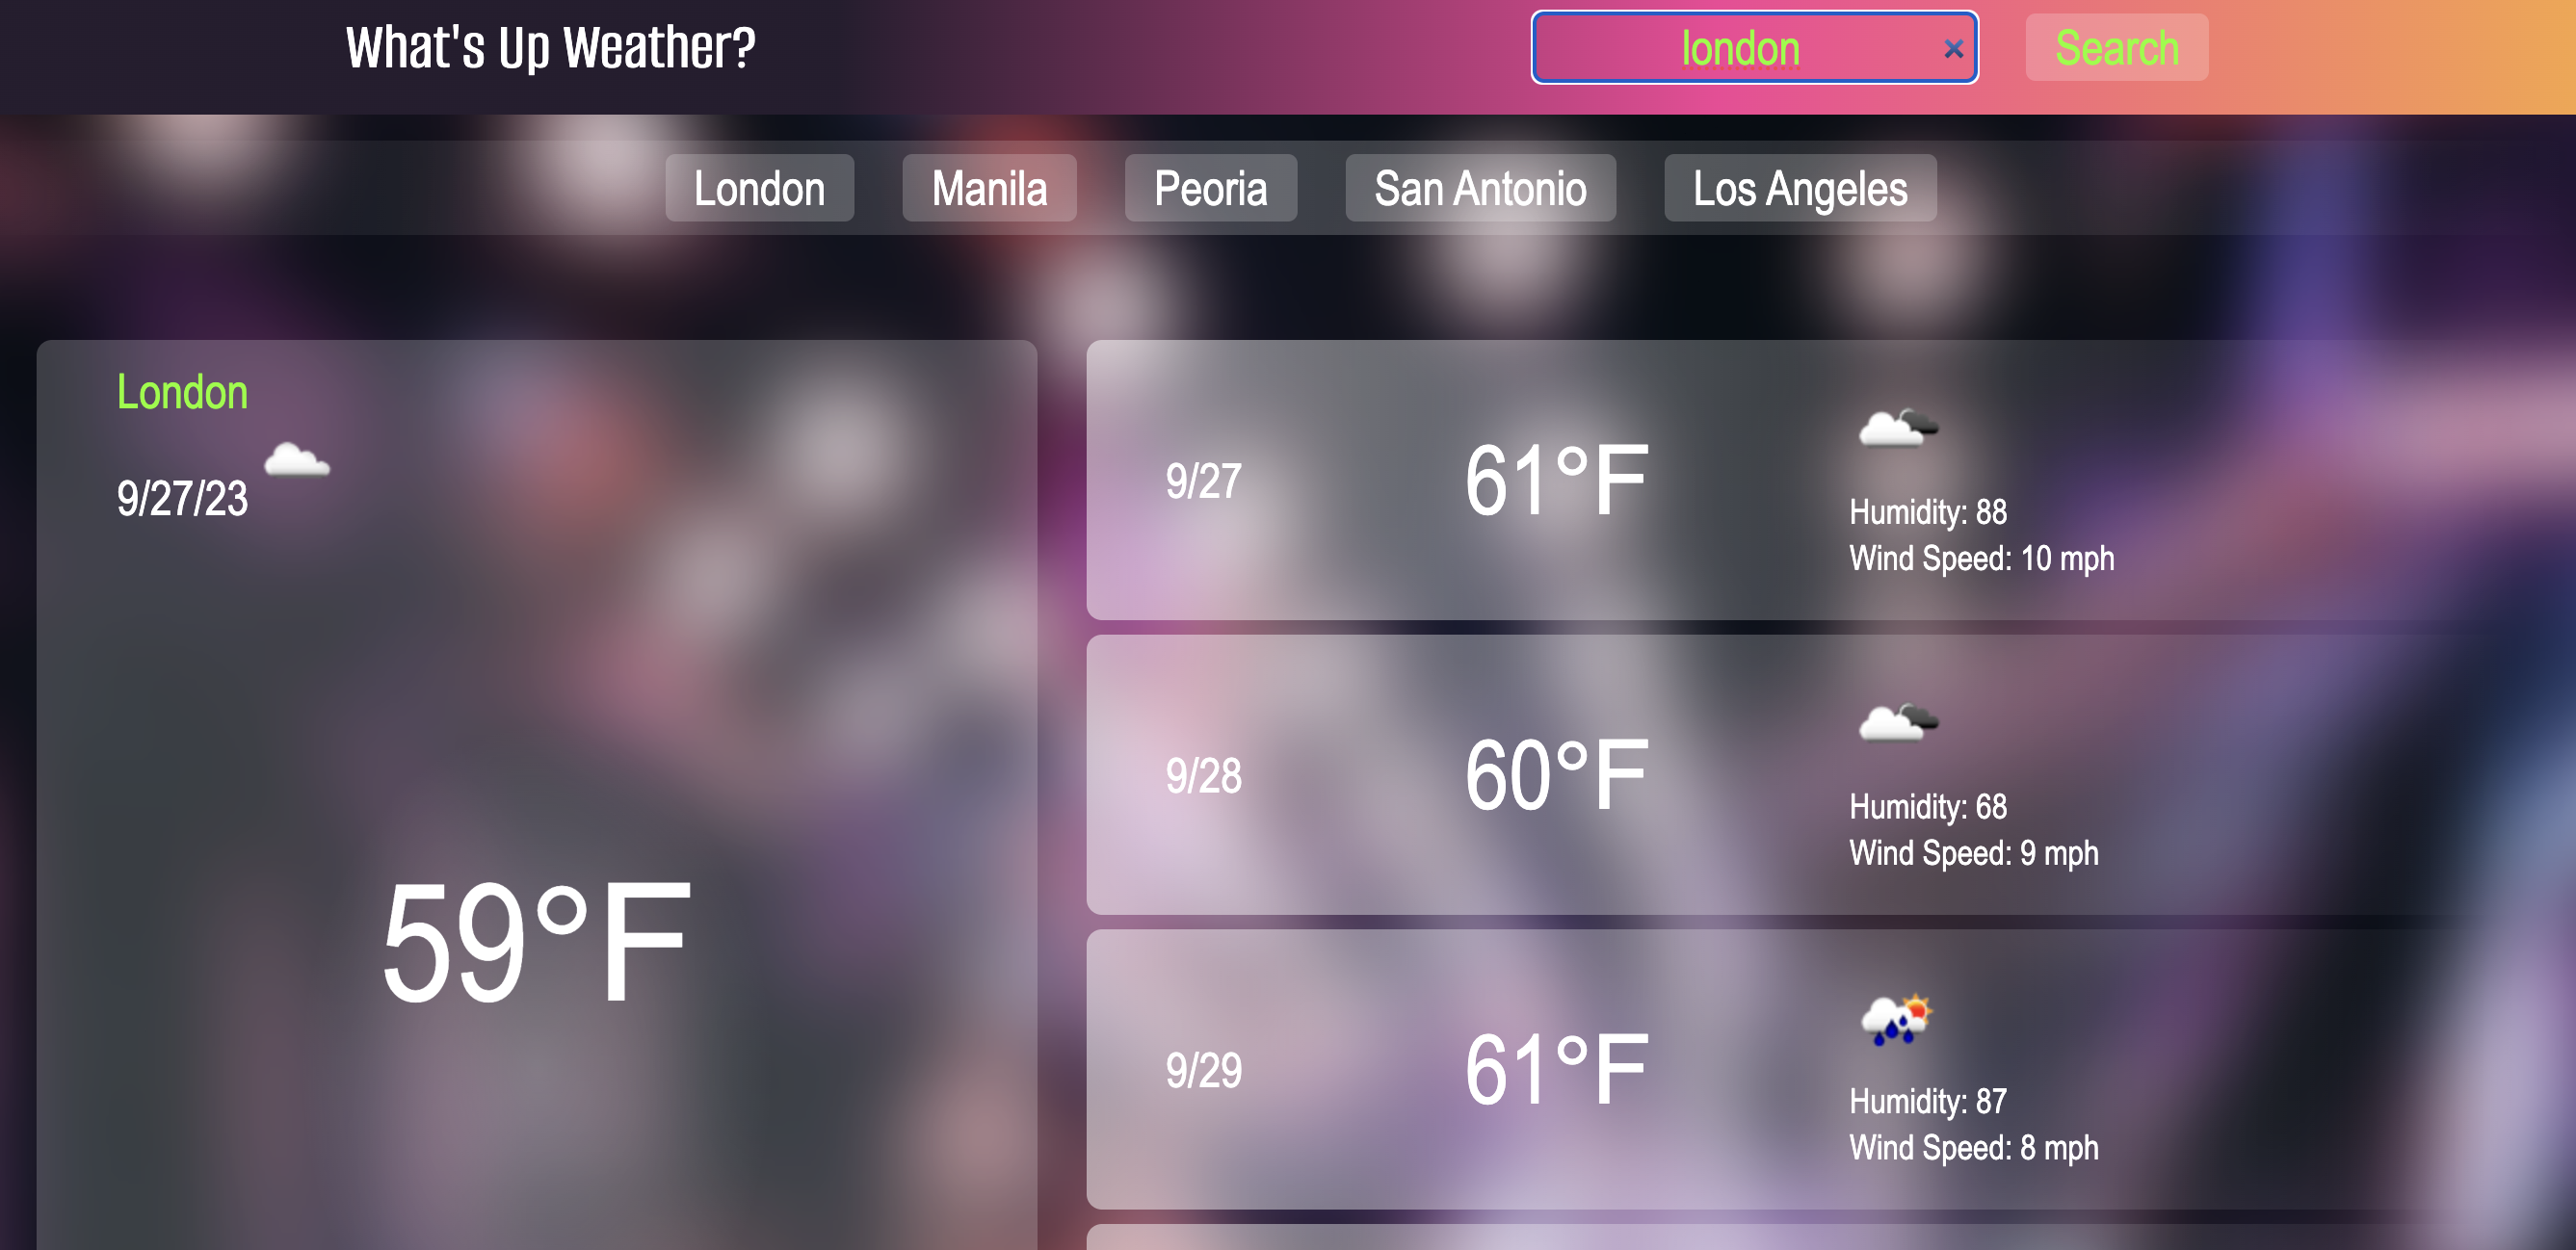 What's Up Weather?
london
Search
London
Manila
Peoria
San Antonio
Los Angeles
London
9/27/23
59°F
9/27
61°F
Humidity: 88
Wind Speed: 10 mph
9/28
60°F
Humidity: 68
Wind Speed: 9 mph
9/29
61°F
Humidity: 87
Wind Speed: 8 mph